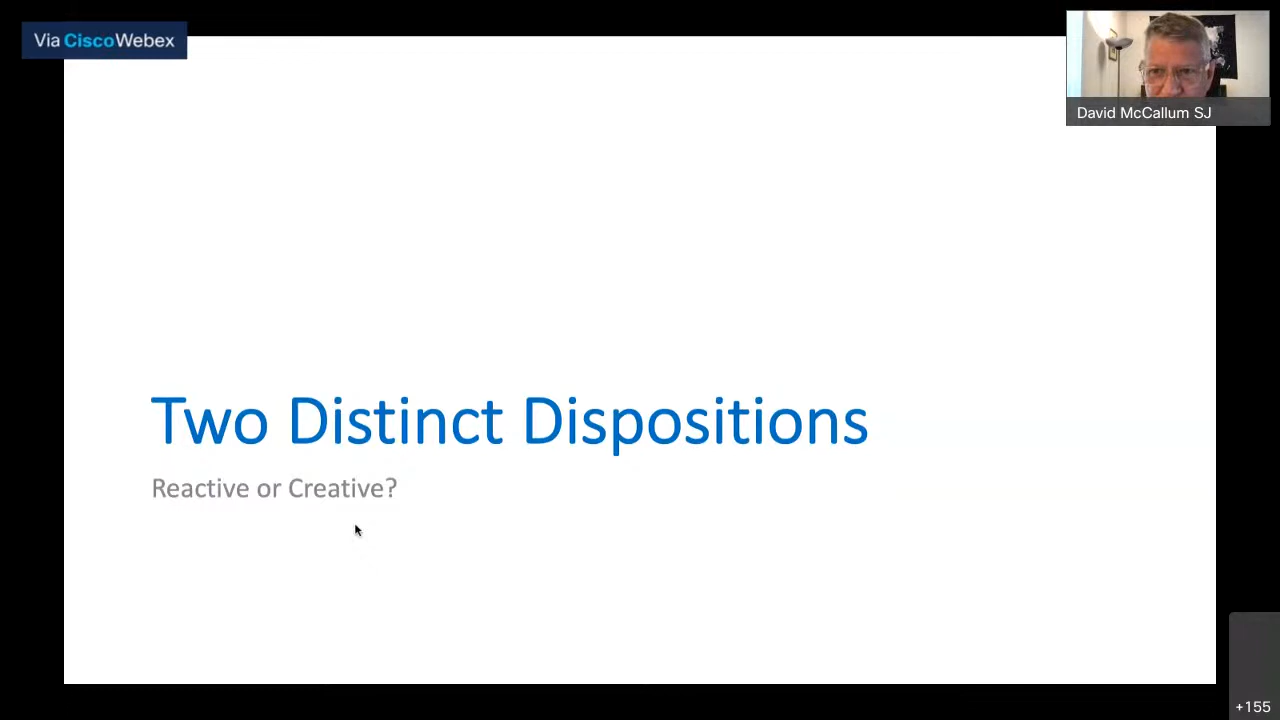 Via CiscoWebex
David McCallum SJ
Two Distinct Dispositions
Reactive or Creative?
+155